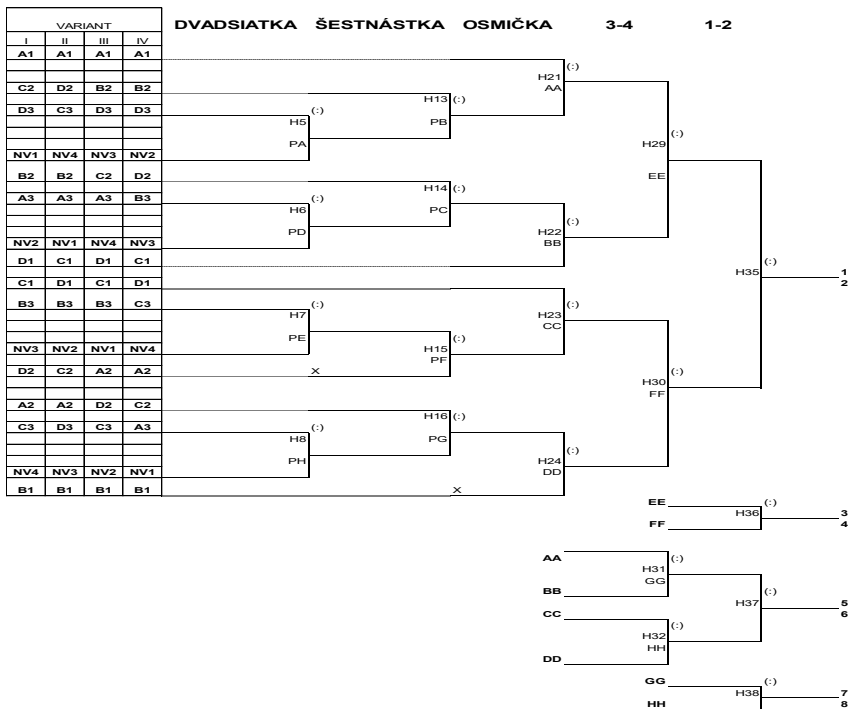 VARIANT DVADSIATKA ŠESTNÁSTKA OSMIČKA 3-4 1-2
I II III IV
A1 A1 A1 A1
(:)
H21
C2 D2 B2 B2 AA
H13 (:)
D3 C3 D3 D3 (:)
H5 PB
(:)
PA H29
NV1 NV4 NV3 NV2
B2 B2 C2 D2 EE
H14 (:)
A3 A3 A3 B3 (:)
H6 PC
(:)
PD H22
NV2 NV1 NV4 NV3 BB
D1 C1 D1 C1 (:)
H35 1
C1 D1 C1 D1 2
B3 B3 B3 C3 (:) (:)
H7 H23
CC
PE (:)
NV3 NV2 NV1 NV4 H15
PF
D2 C2 A2 A2 X (:)
H30
FF
A2 A2 D2 C2
H16 (:)
C3 D3 C3 A3 (:)
H8 PG
(:)
PH H24
NV4 NV3 NV2 NV1 DD
B1 B1 B1 B1 X
EE (:)
H36 3
FF 4
AA (:)
H31
GG
BB (:)
H37 5
CC 6
(:)
H32
HH
DD
GG (:)
H38 7
HH 8